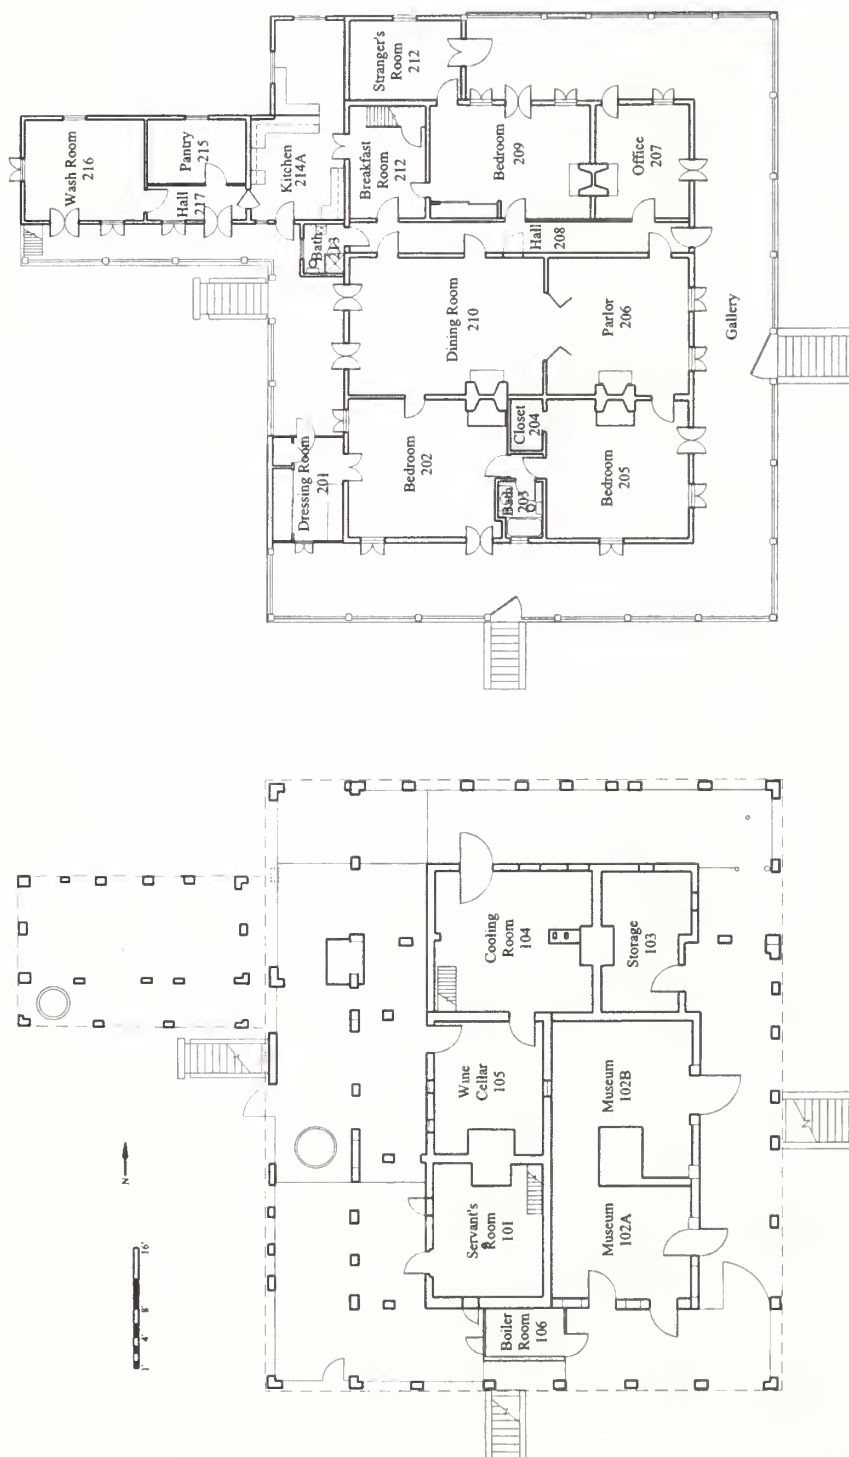 Wash Room
216
Pantry
215
Hall
217
Kitchen
214A
Stranger's
Room
212
Breakfast
Room
212
Bath
213
Bedroom
209
Office
207
Hall
208
Dining Room
210
Parlor
206
Gallery
Dressing Room
201
Bedroom
202
Closet
204
Bath
203
Bedroom
205
Cooling
Room
104
Storage
103
Wine
Cellar
105
Museum
102B
Servant's
Room
101
Museum
102A
Boiler
Room
106
N
1' 4' 8' 16'